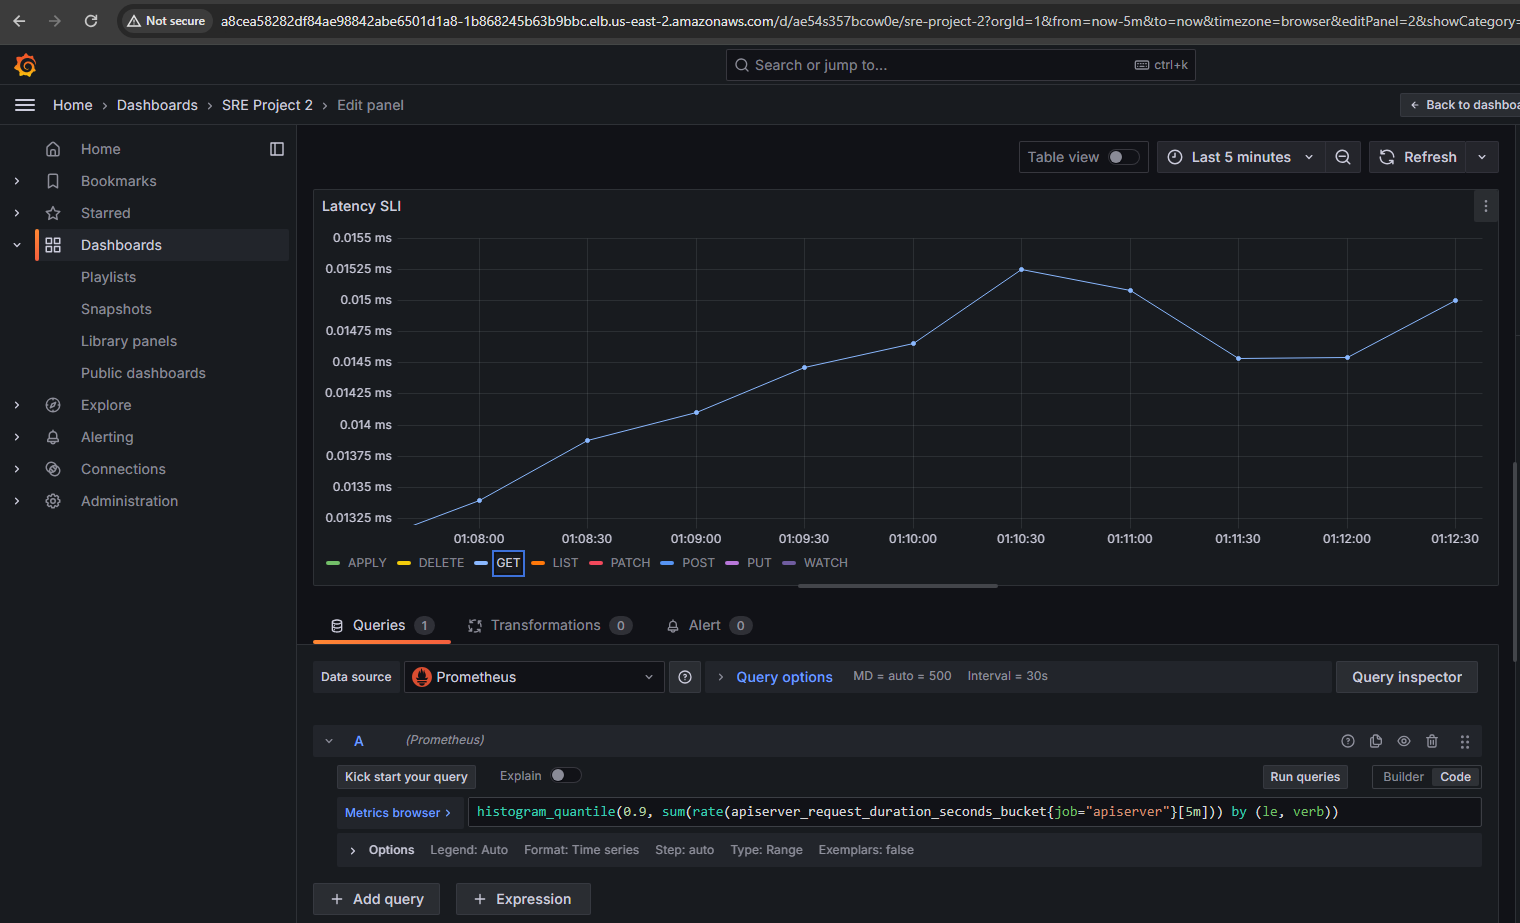 Not secure a8cea58282df84ae98842abe6501d1a8-1b868245b63b9bbc.elb.us-east-2.amazonaws.com/d/ae54s357bcow0e/sre-project-2?orgId=1&from=now-5m&to=now&timezone=browser&editPanel=2&showCategory=
Search or jump to... ctrl+k
Home › Dashboards › SRE Project 2 › Edit panel
← Back to dashboa
Home
Bookmarks
Starred
Dashboards
Playlists
Snapshots
Library panels
Public dashboards
Explore
Alerting
Connections
Administration
Table view Last 5 minutes Refresh
Latency SLI
0.0155 ms
0.01525 ms
0.015 ms
0.01475 ms
0.0145 ms
0.01425 ms
0.014 ms
0.01375 ms
0.0135 ms
0.01325 ms
01:08:00 01:08:30 01:09:00 01:09:30 01:10:00 01:10:30 01:11:00 01:11:30 01:12:00 01:12:30
APPLY DELETE GET LIST PATCH POST PUT WATCH
Queries 1 Transformations 0 Alert 0
Data source Prometheus › Query options MD = auto = 500 Interval = 30s Query inspector
A (Prometheus)
Kick start your query Explain Run queries Builder Code
Metrics browser › histogram_quantile(0.9, sum(rate(apiserver_request_duration_seconds_bucket{job="apiserver"}[5m])) by (le, verb))
› Options Legend: Auto Format: Time series Step: auto Type: Range Exemplars: false
+ Add query + Expression